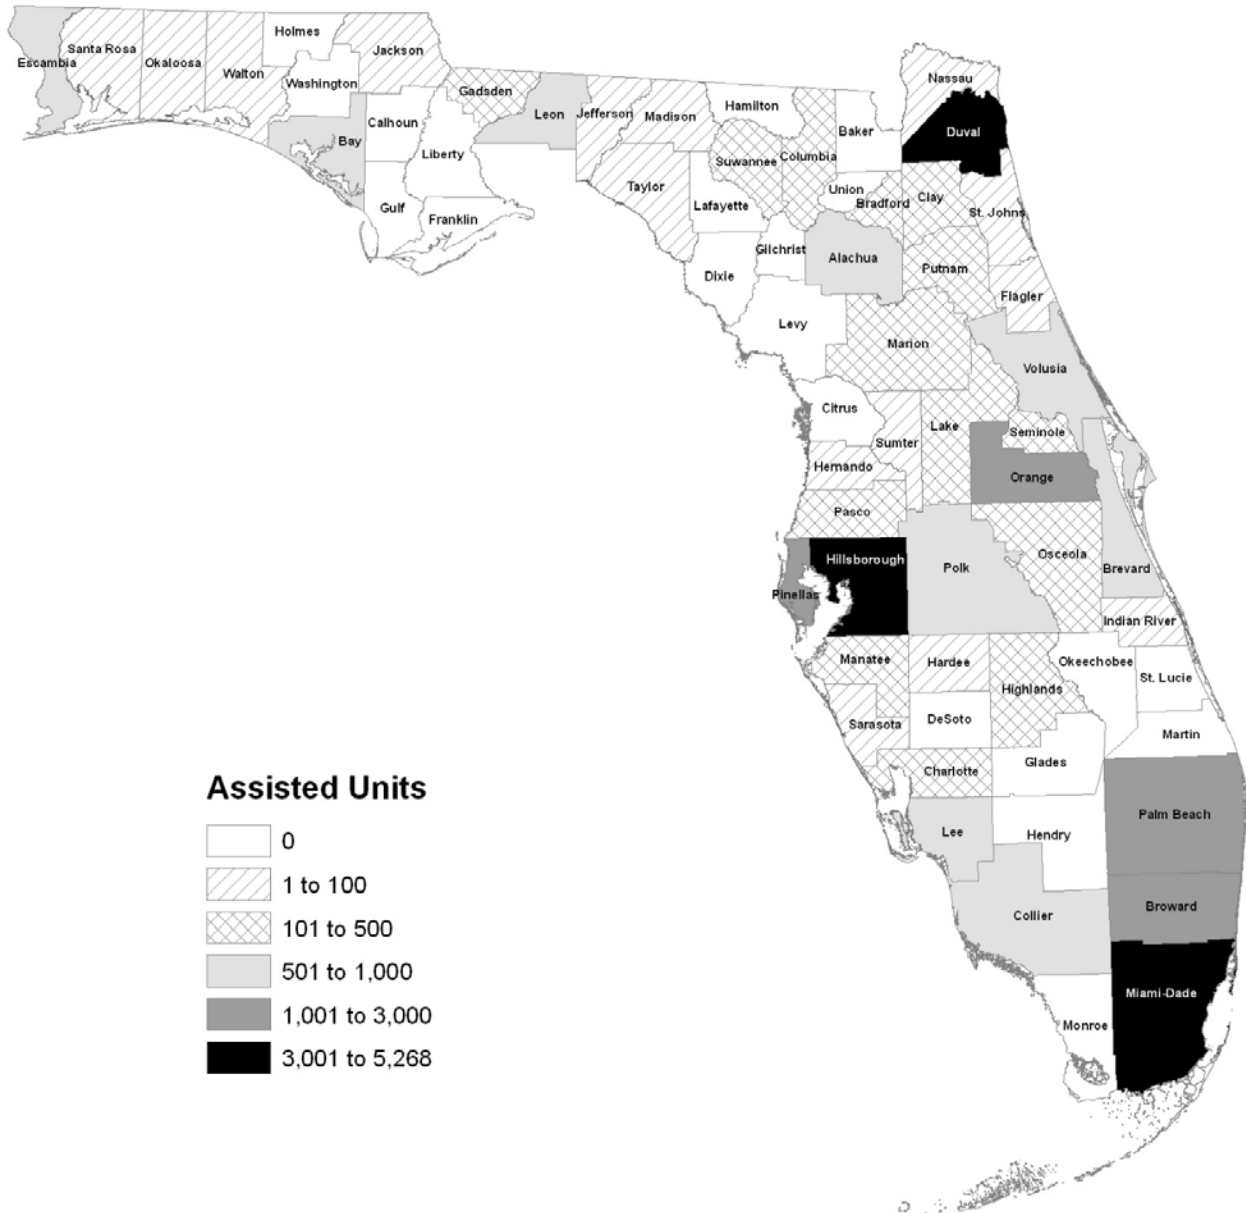 Holmes
Jackson
Santa Rosa
Okaloosa
Escambia
Walton
Washington
Gadsden
Calhoun
Bay
Leon
Jefferson
Madison
Hamilton
Liberty
Gulf
Franklin
Taylor
Suwannee
Columbia
Baker
Nassau
Duval
Lafayette
Union
Bradford
Clay
St. Johns
Gilchrist
Alachua
Dixie
Putnam
Flagler
Levy
Marion
Volusia
Citrus
Sumter
Lake
Seminole
Hernando
Orange
Pasco
Hillsborough
Pinellas
Polk
Osceola
Brevard
Indian River
Manatee
Hardee
Highlands
Okeechobee
St. Lucie
Sarasota
DeSoto
Martin
Charlotte
Glades
Lee
Hendry
Palm Beach
Collier
Broward
Miami-Dade
Monroe
Assisted Units
0
1 to 100
101 to 500
501 to 1,000
1,001 to 3,000
3,001 to 5,268